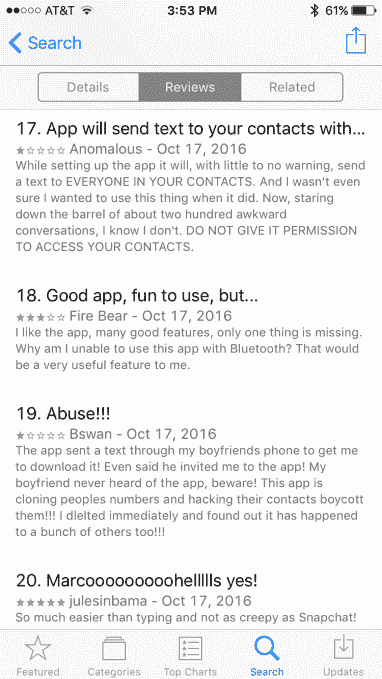 AT&T 3:53 PM 61%
Search
Details Reviews Related
17. App will send text to your contacts with...
Anomalous - Oct 17, 2016
While setting up the app it will, with little to no warning, send
a text to EVERYONE IN YOUR CONTACTS. And I wasn't even
sure I wanted to use this thing when it did. Now, staring
down the barrel of about two hundred awkward
conversations, I know I don't. DO NOT GIVE IT PERMISSION
TO ACCESS YOUR CONTACTS.
18. Good app, fun to use, but...
Fire Bear - Oct 17, 2016
I like the app, many good features, only one thing is missing.
Why am I unable to use this app with Bluetooth? That would
be a very useful feature to me.
19. Abuse!!!
Bswan - Oct 17, 2016
The app sent a text through my boyfriends phone to get me
to download it! Even said he invited me to the app! My
boyfriend never heard of the app, beware! This app is
cloning peoples numbers and hacking their contacts boycott
them!!! I dlelted immediately and found out it has happened
to a bunch of others too!!!
20. Marcooooooooohellllls yes!
julesinbama - Oct 17, 2016
So much easier than typing and not as creepy as Snapchat!
Featured Categories Top Charts Search Updates